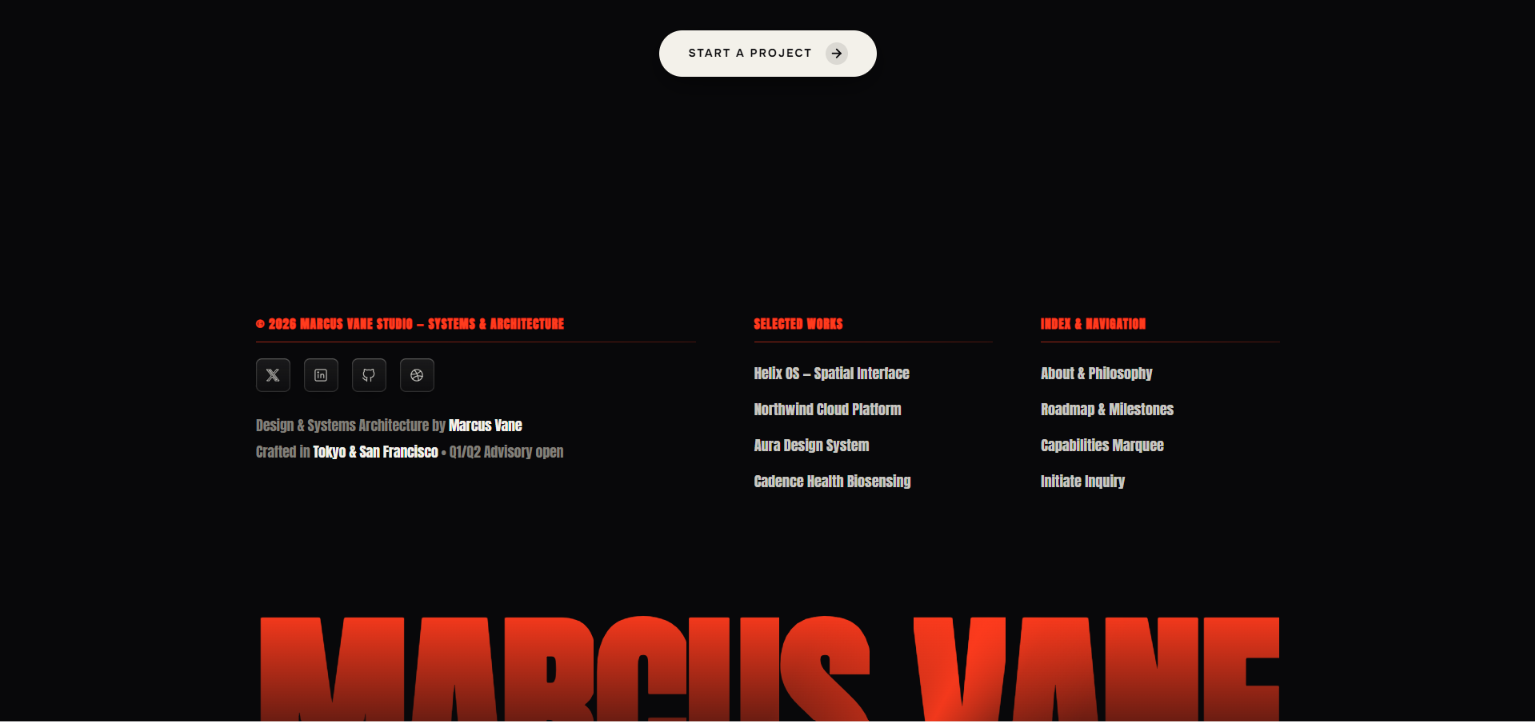 START A PROJECT
© 2026 MARCUS VANE STUDIO — SYSTEMS & ARCHITECTURE
Design & Systems Architecture by Marcus Vane
Crafted in Tokyo & San Francisco • Q1/Q2 Advisory open
SELECTED WORKS
Helix OS — Spatial Interface
Northwind Cloud Platform
Aura Design System
Cadence Health Biosensing
INDEX & NAVIGATION
About & Philosophy
Roadmap & Milestones
Capabilities Marquee
Initiate Inquiry
MARCUS VANE